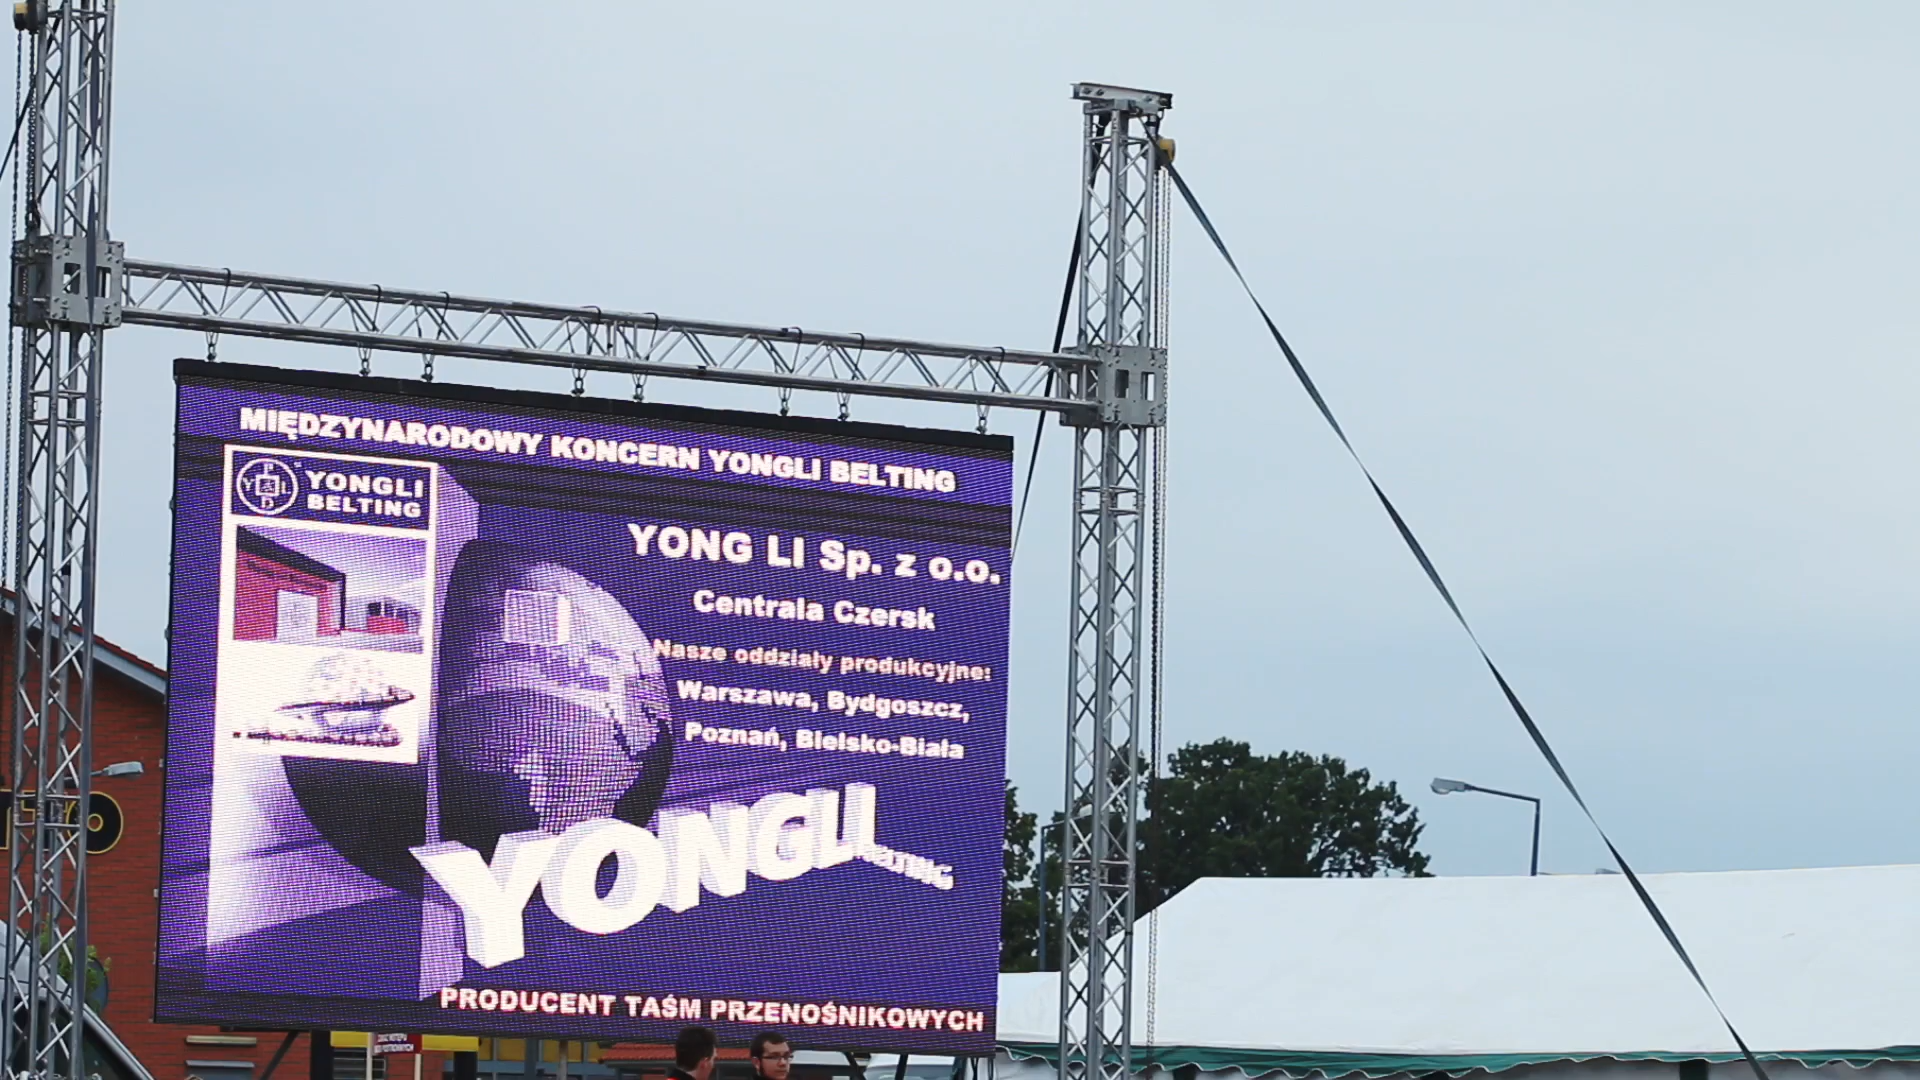 MIĘDZYNARODOWY KONCERN YONGLI BELTING
YONGLI
BELTING
YONG LI Sp. z o.o.
Centrala Czersk
Nasze oddziały produkcyjne:
Warszawa, Bydgoszcz,
Poznań, Bielsko-Biała
YONGLI
PRODUCENT TAŚM PRZENOŚNIKOWYCH